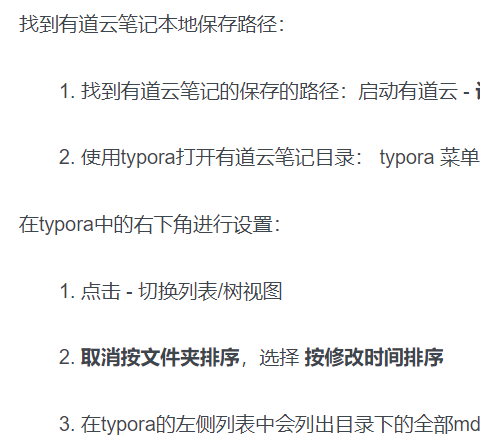 找到有道云笔记本地保存路径：
1. 找到有道云笔记的保存的路径：启动有道云 -
2. 使用typora打开有道云笔记目录： typora 菜单
在typora中的右下角进行设置：
1. 点击 - 切换列表/树视图
2. 取消按文件夹排序，选择 按修改时间排序
3. 在typora的左侧列表中会列出目录下的全部md